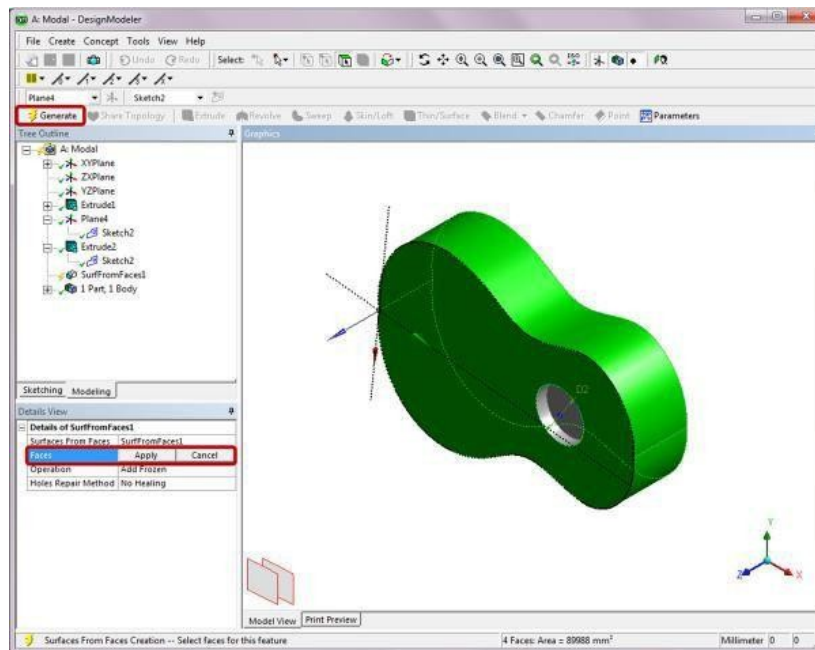 A: Modal - DesignModeler
File Create Concept Tools View Help
Undo Redo Select:
Plane4 Sketch2
Generate Share Topology Extrude Revolve Sweep Skin/Loft Thin/Surface Blend Chamfer Point Parameters
Tree Outline
Graphics
A: Modal
XYPlane
ZXPlane
YZPlane
Extrude1
Plane4
Sketch2
Extrude2
Sketch2
SurfFromFaces1
1 Part, 1 Body
D2
Sketching Modeling
Details View
Details of SurfFromFaces1
Surfaces From Faces SurfFromFaces1
Faces Apply Cancel
Operation Add Frozen
Holes Repair Method No Healing
Y
Z X
Model View Print Preview
Surfaces From Faces Creation -- Select faces for this feature 4 Faces: Area = 89988 mm² Millimeter 0 0